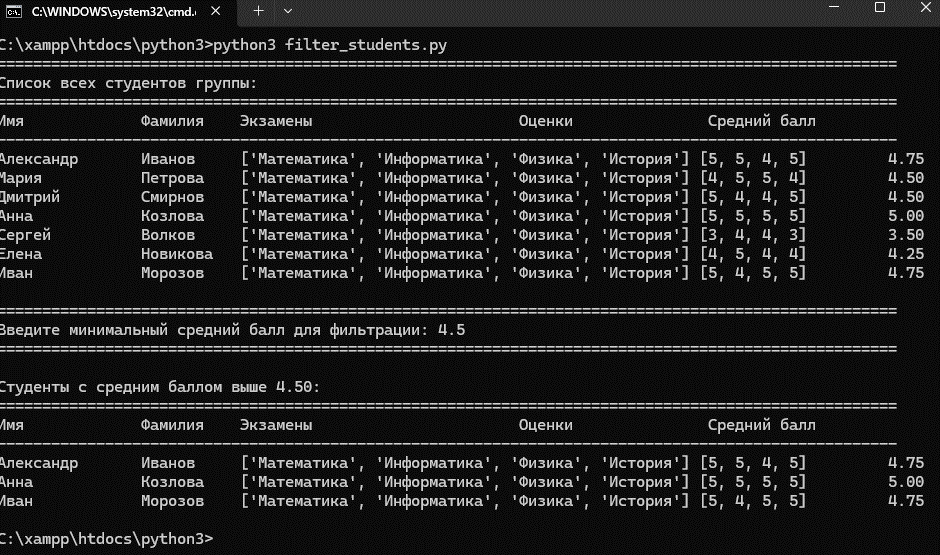 C:\WINDOWS\system32\cmd.
C:\xampp\htdocs\python3>python3 filter_students.py
====================================================================================================
Список всех студентов группы:
====================================================================================================
Имя             Фамилия    Экзамены                       Оценки               Средний балл
----------------------------------------------------------------------------------------------------
Александр       Иванов     ['Математика', 'Информатика', 'Физика', 'История'] [5, 5, 4, 5]         4.75
Мария           Петрова    ['Математика', 'Информатика', 'Физика', 'История'] [4, 5, 5, 4]         4.50
Дмитрий         Смирнов    ['Математика', 'Информатика', 'Физика', 'История'] [5, 4, 4, 5]         4.50
Анна            Козлова    ['Математика', 'Информатика', 'Физика', 'История'] [5, 5, 5, 5]         5.00
Сергей          Волков     ['Математика', 'Информатика', 'Физика', 'История'] [3, 4, 4, 3]         3.50
Елена           Новикова   ['Математика', 'Информатика', 'Физика', 'История'] [4, 5, 4, 4]         4.25
Иван            Морозов    ['Математика', 'Информатика', 'Физика', 'История'] [5, 4, 5, 5]         4.75
====================================================================================================
Введите минимальный средний балл для фильтрации: 4.5
====================================================================================================
Студенты с средним баллом выше 4.50:
====================================================================================================
Имя             Фамилия    Экзамены                       Оценки               Средний балл
----------------------------------------------------------------------------------------------------
Александр       Иванов     ['Математика', 'Информатика', 'Физика', 'История'] [5, 5, 4, 5]         4.75
Анна            Козлова    ['Математика', 'Информатика', 'Физика', 'История'] [5, 5, 5, 5]         5.00
Иван            Морозов    ['Математика', 'Информатика', 'Физика', 'История'] [5, 4, 5, 5]         4.75
C:\xampp\htdocs\python3>